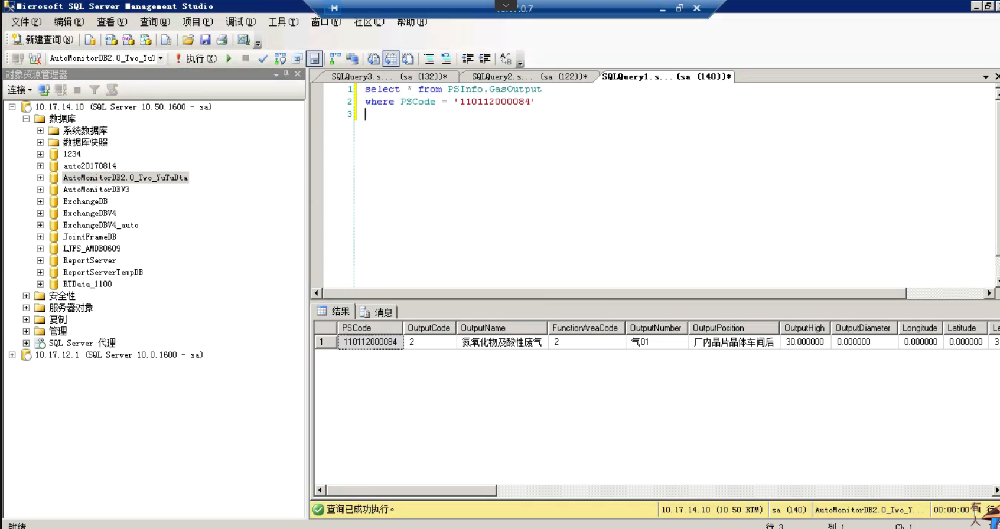 Microsoft SQL Server Management Studio
文件(F) 编辑(E) 查看(V) 查询(Q) 项目(P) 调试(D) 工具(T) 窗口(W) 社区(C) 帮助(H)
新建查询(N)
AutoMonitorDB2.0_Two_YuT 执行(X)
对象资源管理器
连接
10.17.14.10 (SQL Server 10.50.1600 - sa)
数据库
系统数据库
数据库快照
1234
auto20170814
AutoMonitorDB2.0_Two_YuTuDta
AutoMonitorDBV3
ExchangeDB
ExchangeDBV4
ExchangeDBV4_auto
JointFrameDB
LJFS_AMDB0609
ReportServer
ReportServerTempDB
RTData_1100
安全性
服务器对象
复制
管理
SQL Server 代理
10.17.12.1 (SQL Server 10.0.1600 - sa)
SQLQuery3.s... (sa (132))* SQLQuery2.s... (sa (122))* SQLQuery1.s... (sa (140))*
1 select * from PSInfo.GasOutput
2 where PSCode = '110112000084'
3
结果 消息
PSCode OutputCode OutputName FunctionAreaCode OutputNumber OutputPosition OutputHigh OutputDiameter Longitude Latitude Le
1 110112000084 2 氮氧化物及酸性废气 2 气01 厂内晶片晶体车间后 30.000000 0.000000 0.000000 0.000000 3
查询已成功执行。 10.17.14.10 (10.50 RTM) sa (140) AutoMonitorDB2.0_Two_Y... 00:00:00 1 行
有人
就绪 行 3 列 1 Ch 1